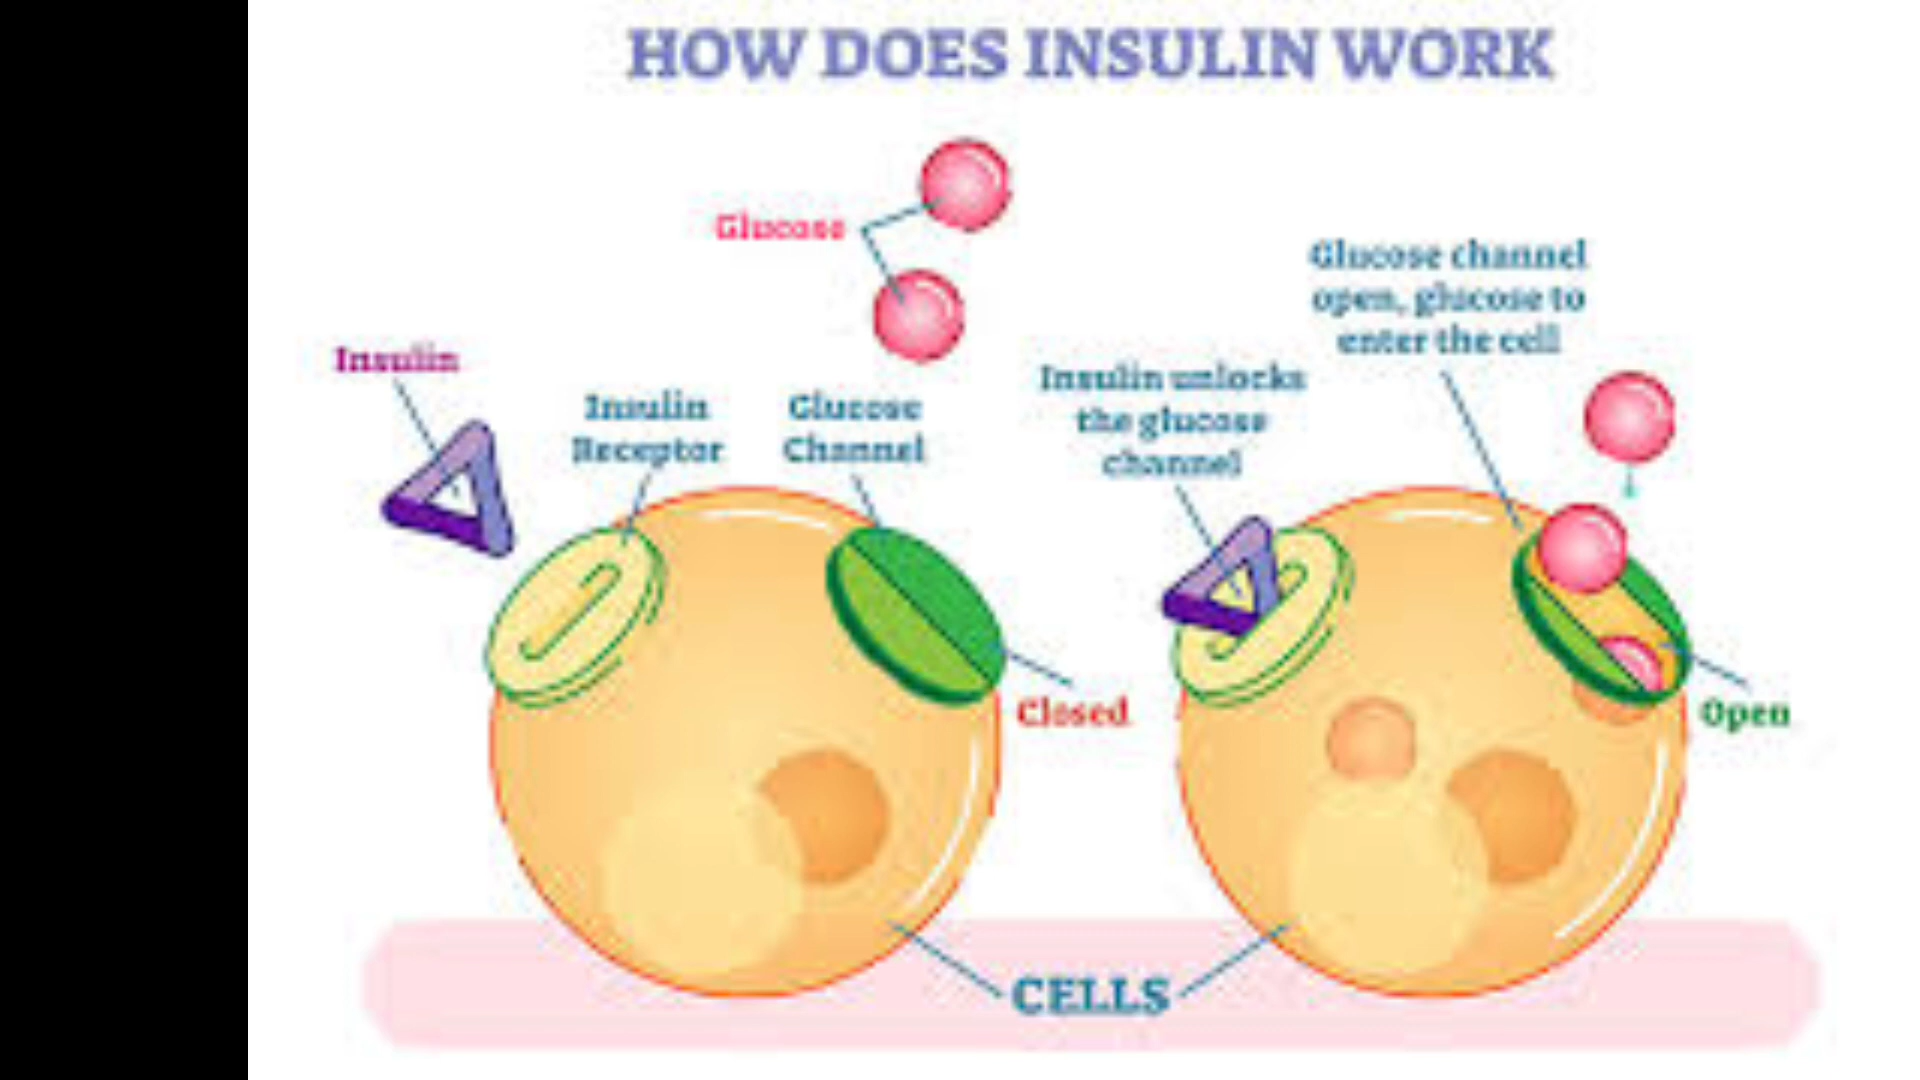 HOW DOES INSULIN WORK
Glucose
Glucose channel
open, glucose to
enter the cell
Insulin
Insulin unlocks
the glucose
channel
Insulin
Receptor
Glucose
Channel
Closed
Open
CELLS